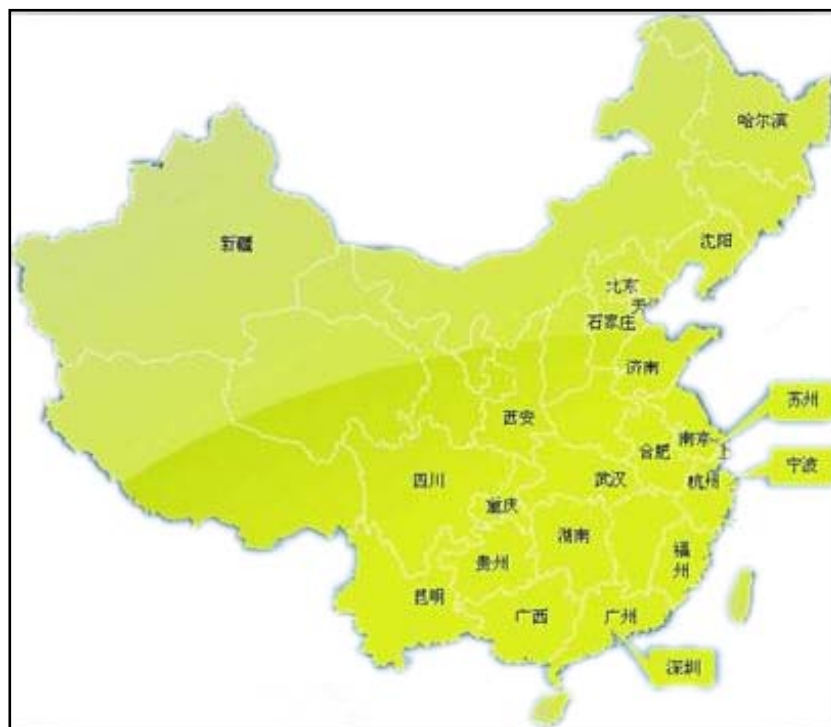 哈尔滨
新疆
沈阳
北京
石家庄
济南
苏州
西安
南京
合肥
上
宁波
四川
武汉
杭州
重庆
湖南
贵州
福
州
昆明
广西
广州
深圳